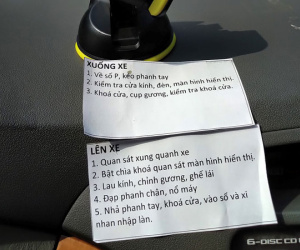 XUỐNG XE
1. Về số P, kéo phanh tay
2. Kiểm tra cửa kính, đèn, màn hình hiển thị.
3. Khoá cửa, cụp gương, kiểm tra khoá cửa.
LÊN XE
1. Quan sát xung quanh xe
2. Bật chìa khoá quan sát màn hình hiển thị.
3. Lau kính, chỉnh gương, ghế lái
4. Đạp phanh chân, nổ máy
5. Nhả phanh tay, khoá cửa, vào số và xi
nhan nhập làn.
6-DISC CD